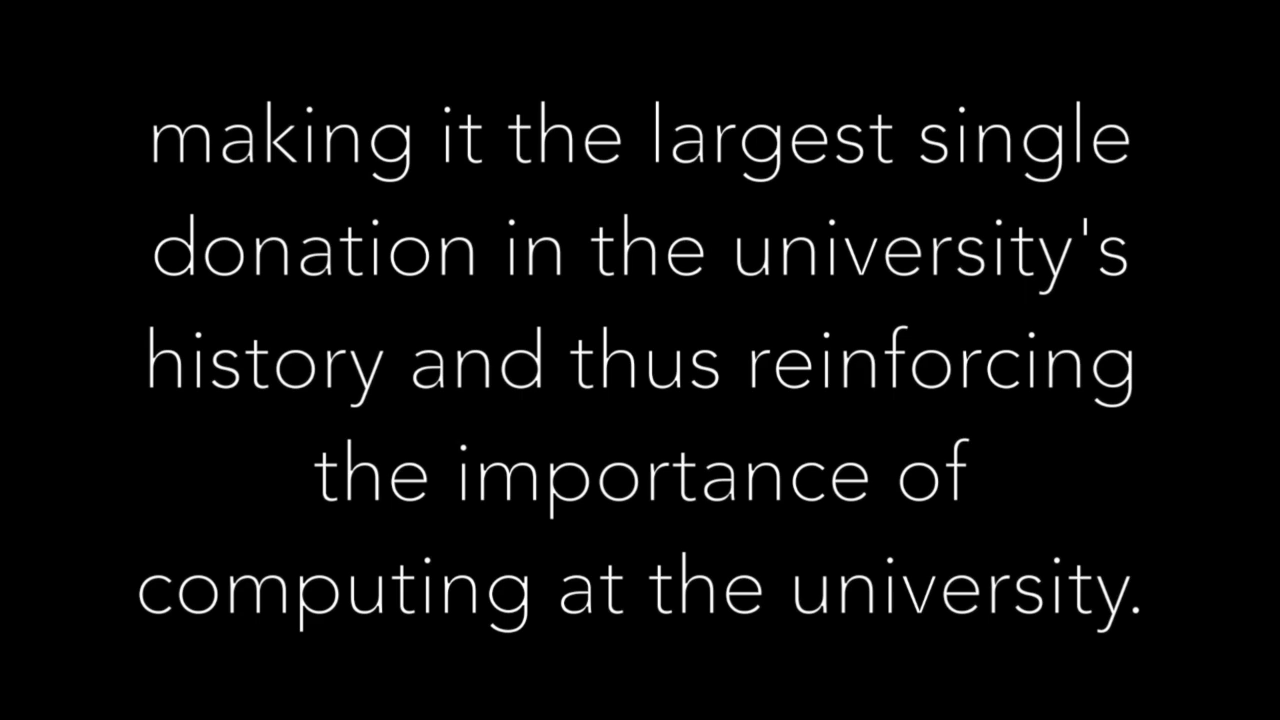 making it the largest single
donation in the university's
history and thus reinforcing
the importance of
computing at the university.